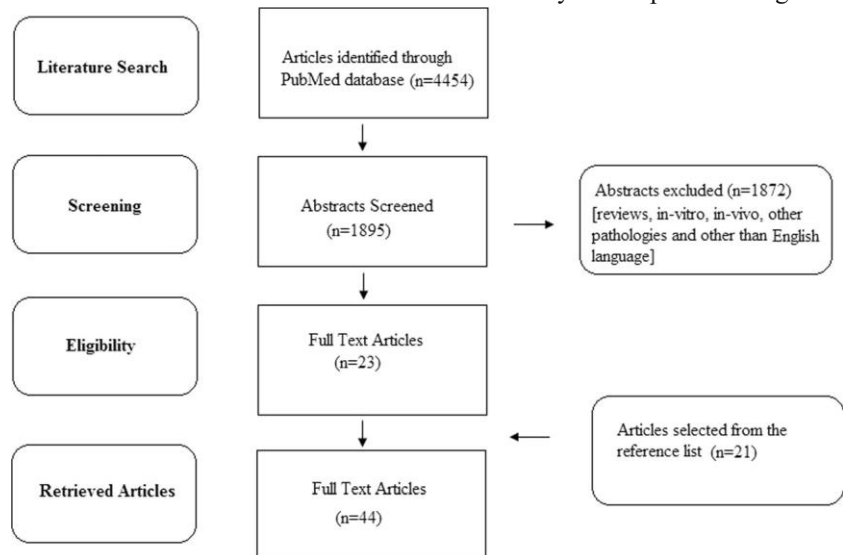 Literature Search
Articles identified through
PubMed database (n=4454)
Screening
Abstracts Screened
(n=1895)
Abstracts excluded (n=1872)
[reviews, in-vitro, in-vivo, other
pathologies and other than English
language]
Eligibility
Full Text Articles
(n=23)
Articles selected from the
reference list (n=21)
Retrieved Articles
Full Text Articles
(n=44)